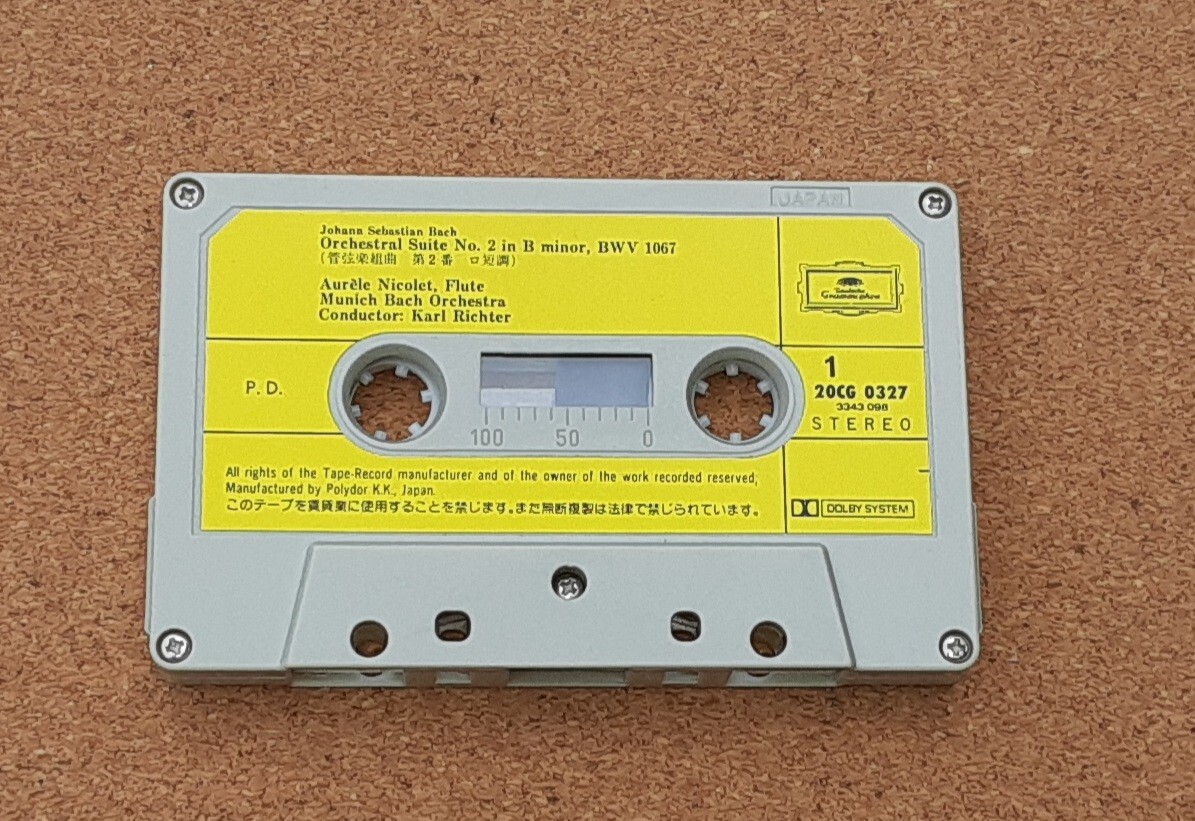 JAPAN
Johann Sebastian Bach
Orchestral Suite No. 2 in B minor, BWV 1067
(管弦楽組曲 第2番 ロ短調)
Aurèle Nicolet, Flute
Munich Bach Orchestra
Conductor: Karl Richter
Deutsche
Grammophon
P. D.
100 50 0
1
20CG 0327
3343 098
STEREO
All rights of the Tape-Record manufacturer and of the owner of the work recorded reserved;
Manufactured by Polydor K.K., Japan.
このテープを賃貸業に使用することを禁じます。また無断複製は法律で禁じられています。
DOLBY SYSTEM